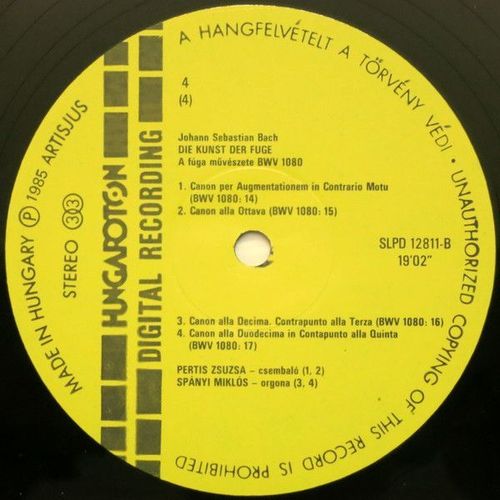 MADE IN HUNGARY Ⓟ 1985 ARTISJUS
A HANGFELVÉTELT A TÖRVÉNY VÉDI • UNAUTHORIZED COPYING OF THIS RECORD IS PROHIBITED
STEREO 33
HUNGAROTON
DIGITAL RECORDING
4
(4)
Johann Sebastian Bach
DIE KUNST DER FUGE
A fúga művészete BWV 1080
1. Canon per Augmentationem in Contrario Motu
(BWV 1080: 14)
2. Canon alla Ottava (BWV 1080: 15)
SLPD 12811-B
19'02"
3. Canon alla Decima. Contrapunto alla Terza (BWV 1080: 16)
4. Canon alla Duodecima in Contapunto alla Quinta
(BWV 1080: 17)
PERTIS ZSUZSA – csembaló (1, 2)
SPÁNYI MIKLÓS – orgona (3, 4)